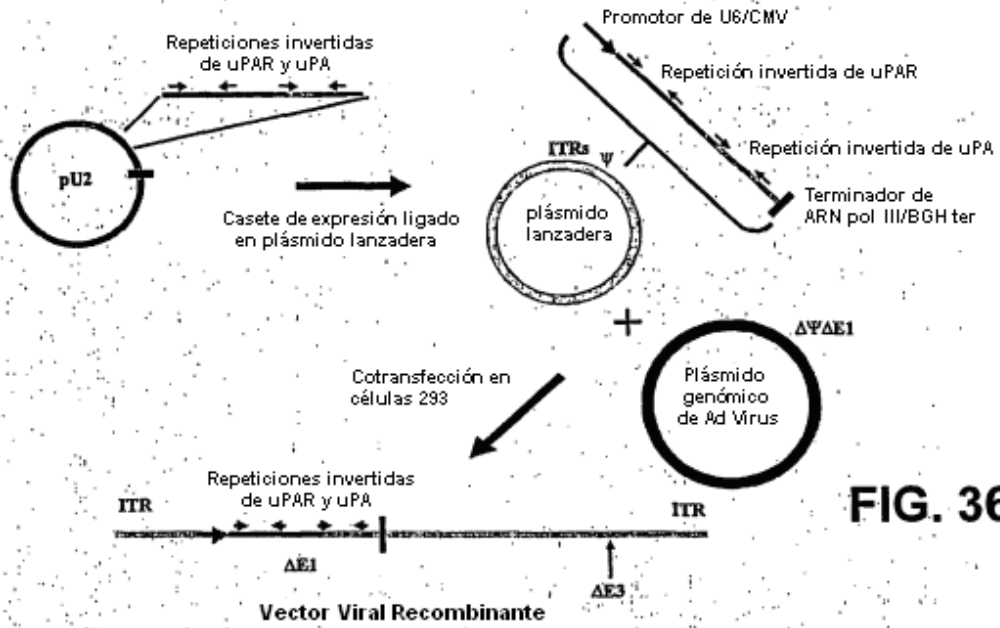 Repeticiones invertidas
de uPAR y uPA
pU2
Casete de expresión ligado
en plásmido lanzadera
Promotor de U6/CMV
Repetición invertida de uPAR
Repetición invertida de uPA
Terminador de
ARN pol III/BGH ter
ITRs
Ψ
plásmido
lanzadera
+
ΔΨΔE1
Plásmido
genómico
de Ad Virus
Cotransfección en
células 293
Repeticiones invertidas
de uPAR y uPA
ITR
ITR
ΔE1
ΔE3
Vector Viral Recombinante
FIG. 36